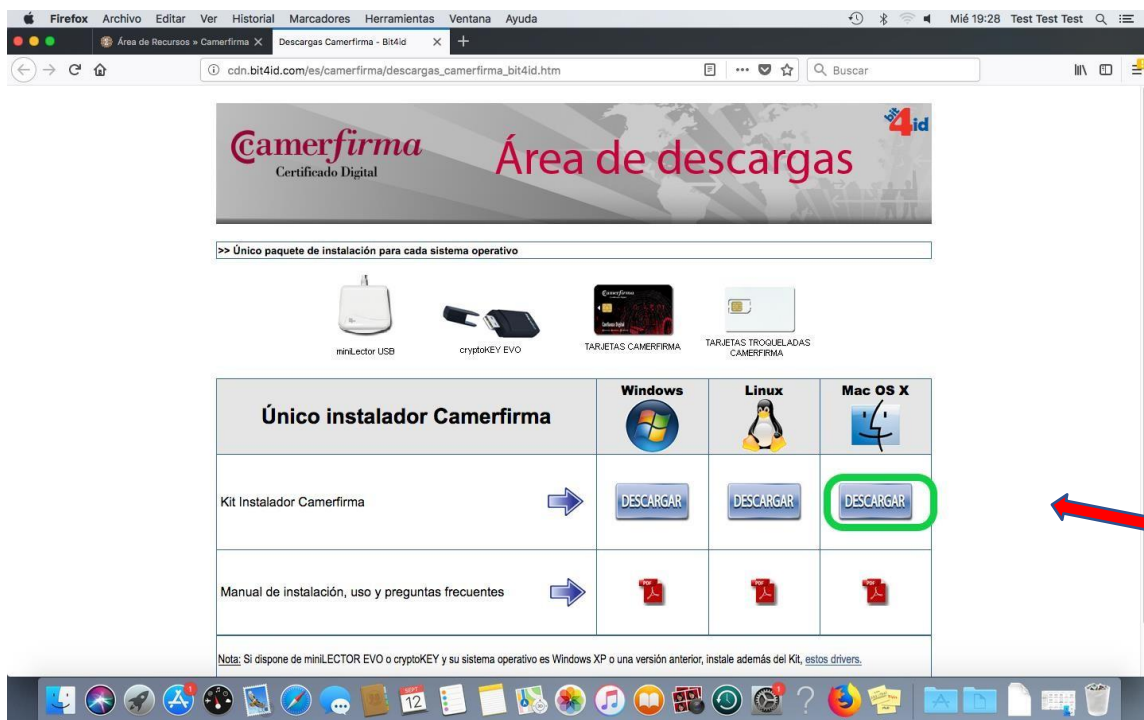 Firefox Archivo Editar Ver Historial Marcadores Herramientas Ventana Ayuda Mié 19:28 Test Test Test
Área de Recursos » Camerfirma Descargas Camerfirma - Bit4id
cdn.bit4id.com/es/camerfirma/descargas_camerfirma_bit4id.htm Buscar
Camerfirma
Certificado Digital
Área de descargas
bit4id
>> Único paquete de instalación para cada sistema operativo
miniLector USB
cryptoKEY EVO
TARJETAS CAMERFIRMA
TARJETAS TROQUELADAS
CAMERFIRMA
Único instalador Camerfirma
Windows
Linux
Mac OS X
Kit Instalador Camerfirma
DESCARGAR
DESCARGAR
DESCARGAR
Manual de instalación, uso y preguntas frecuentes
PDF
PDF
PDF
Nota: Si dispone de miniLECTOR EVO o cryptoKEY y su sistema operativo es Windows XP o una versión anterior, instale además del Kit, estos drivers.
SEPT
12